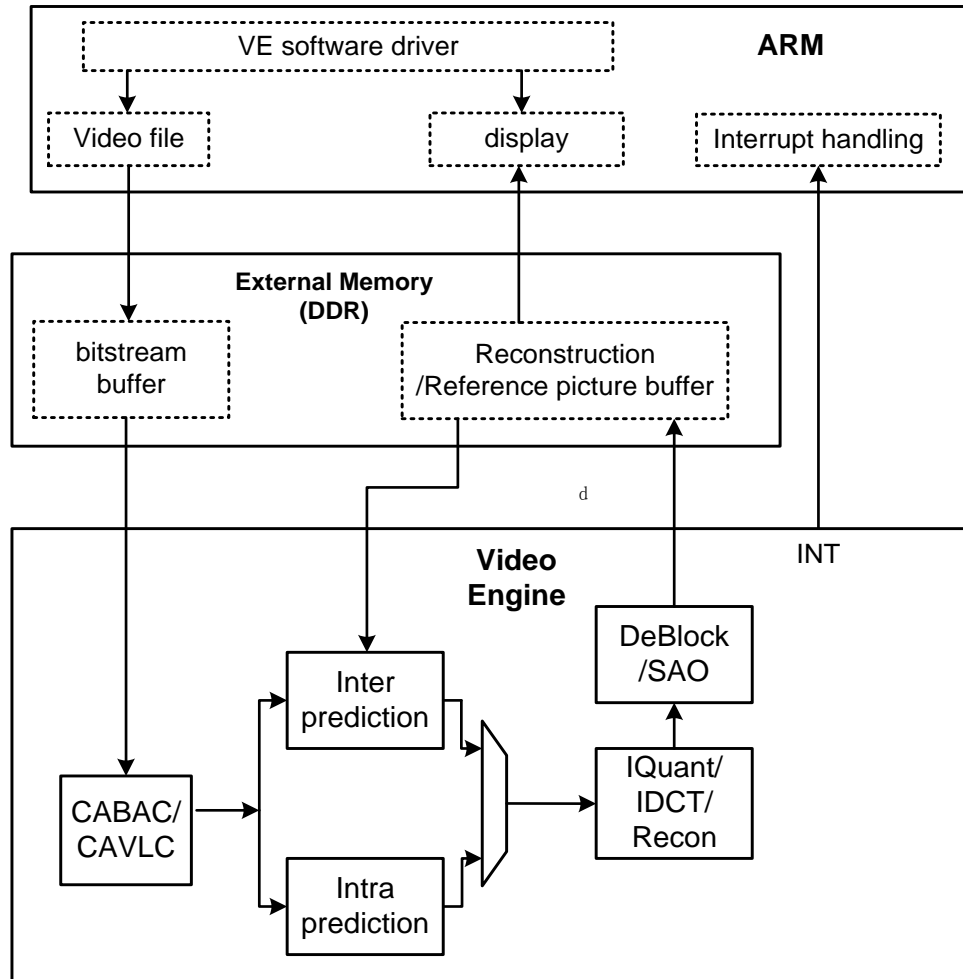 VE software driver
ARM
Video file
display
Interrupt handling
External Memory
(DDR)
bitstream
buffer
Reconstruction
/Reference picture buffer
d
INT
Video
Engine
DeBlock
/SAO
Inter
prediction
IQuant/
IDCT/
Recon
CABAC/
CAVLC
Intra
prediction